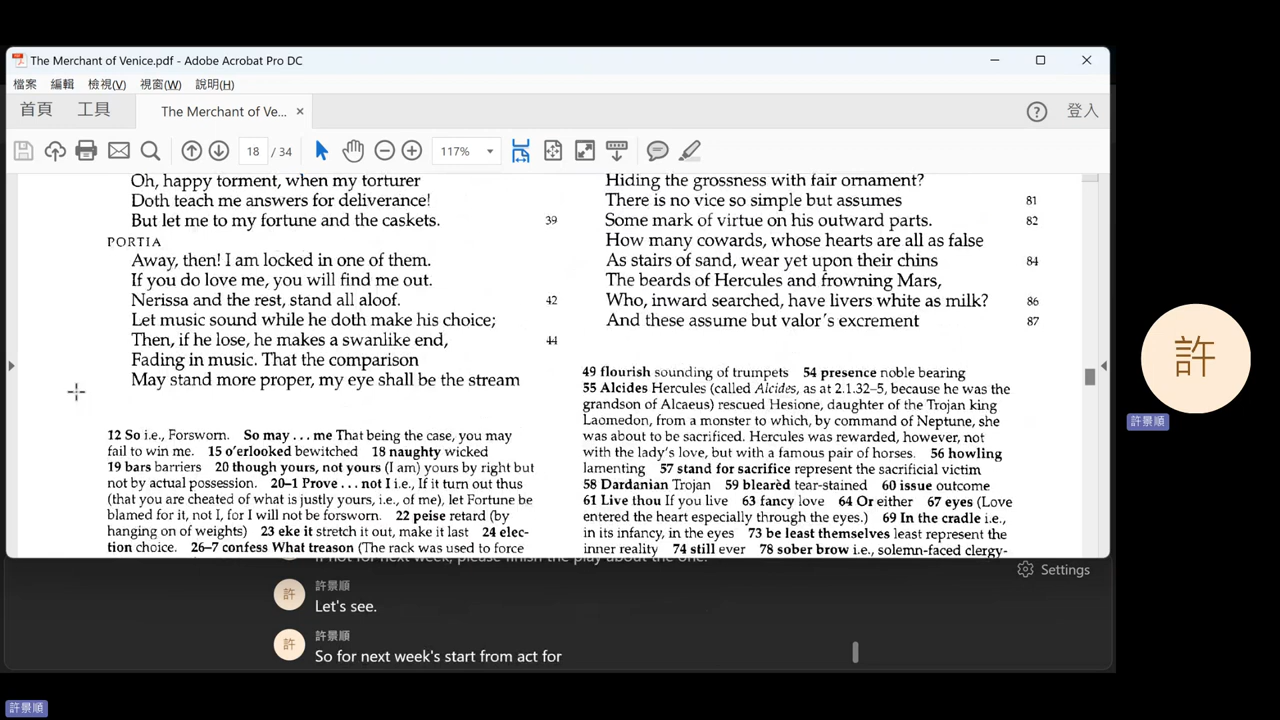 The Merchant of Venice.pdf - Adobe Acrobat Pro DC
檔案 編輯 檢視(V) 視窗(W) 說明(H)
首頁 工具 The Merchant of Ve... × 登入
18 / 34 117%
Oh, happy torment, when my torturer
Doth teach me answers for deliverance!
But let me to my fortune and the caskets. 39
PORTIA
Away, then! I am locked in one of them.
If you do love me, you will find me out.
Nerissa and the rest, stand all aloof. 42
Let music sound while he doth make his choice;
Then, if he lose, he makes a swanlike end, 44
Fading in music. That the comparison
May stand more proper, my eye shall be the stream
12 So i.e., Forsworn. So may . . . me That being the case, you may
fail to win me. 15 o'erlooked bewitched 18 naughty wicked
19 bars barriers 20 though yours, not yours (I am) yours by right but
not by actual possession. 20–1 Prove . . . not I i.e., If it turn out thus
(that you are cheated of what is justly yours, i.e., of me), let Fortune be
blamed for it, not I, for I will not be forsworn. 22 peise retard (by
hanging on of weights) 23 eke it stretch it out, make it last 24 elec-
tion choice. 26–7 confess What treason (The rack was used to force
Hiding the grossness with fair ornament?
There is no vice so simple but assumes 81
Some mark of virtue on his outward parts. 82
How many cowards, whose hearts are all as false
As stairs of sand, wear yet upon their chins 84
The beards of Hercules and frowning Mars,
Who, inward searched, have livers white as milk? 86
And these assume but valor's excrement 87
49 flourish sounding of trumpets 54 presence noble bearing
55 Alcides Hercules (called Alcides, as at 2.1.32–5, because he was the
grandson of Alcaeus) rescued Hesione, daughter of the Trojan king
Laomedon, from a monster to which, by command of Neptune, she
was about to be sacrificed. Hercules was rewarded, however, not
with the lady's love, but with a famous pair of horses. 56 howling
lamenting 57 stand for sacrifice represent the sacrificial victim
58 Dardanian Trojan 59 blearèd tear-stained 60 issue outcome
61 Live thou If you live 63 fancy love 64 Or either 67 eyes (Love
entered the heart especially through the eyes.) 69 In the cradle i.e.,
in its infancy, in the eyes 73 be least themselves least represent the
inner reality 74 still ever 78 sober brow i.e., solemn-faced clergy-
if not for next week, please finish the play about the one.
Settings
許 許景順
Let's see.
許 許景順
So for next week's start from act for
許
許景順
許景順